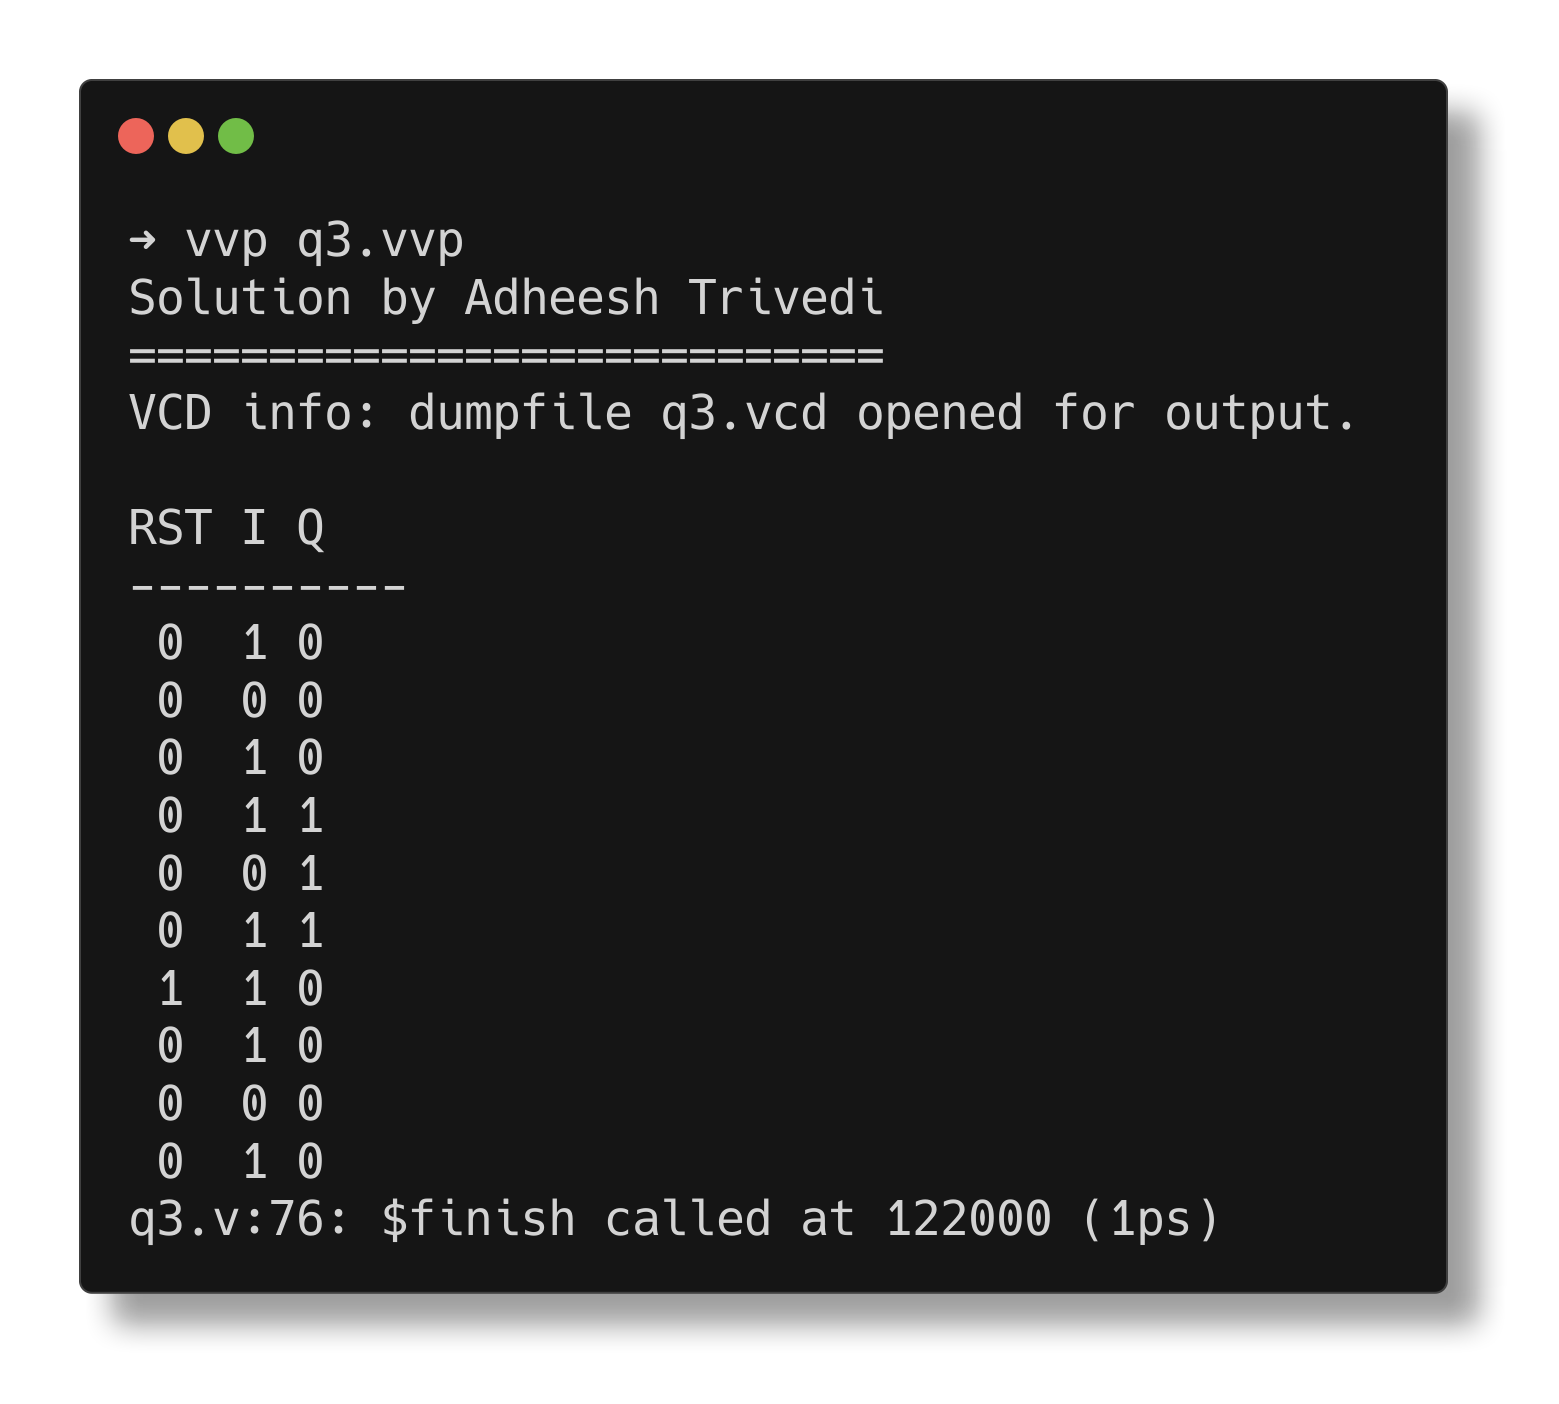 ➜ vvp q3.vvp
Solution by Adheesh Trivedi
===========================
VCD info: dumpfile q3.vcd opened for output.

RST I Q
----------
 0  1 0
 0  0 0
 0  1 0
 0  1 1
 0  0 1
 0  1 1
 1  1 0
 0  1 0
 0  0 0
 0  1 0
q3.v:76: $finish called at 122000 (1ps)